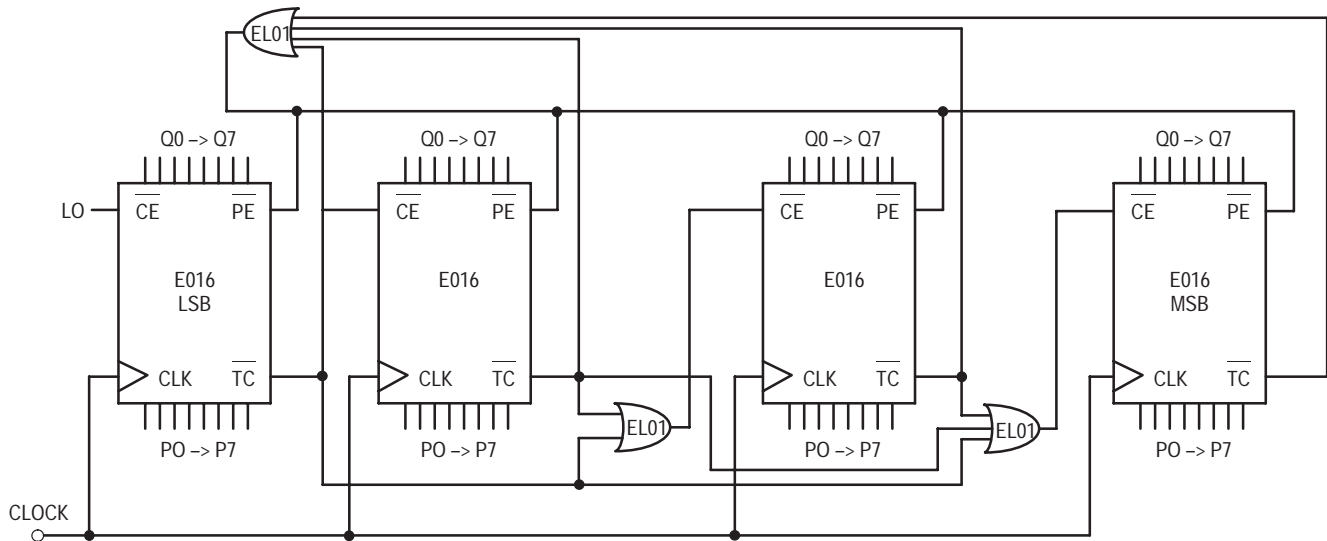 EL01
Q0 –> Q7
Q0 –> Q7
Q0 –> Q7
Q0 –> Q7
LO
CE
PE
CE
PE
CE
PE
CE
PE
E016
LSB
E016
E016
E016
MSB
CLK
TC
CLK
TC
CLK
TC
CLK
TC
EL01
EL01
PO –> P7
PO –> P7
PO –> P7
PO –> P7
CLOCK